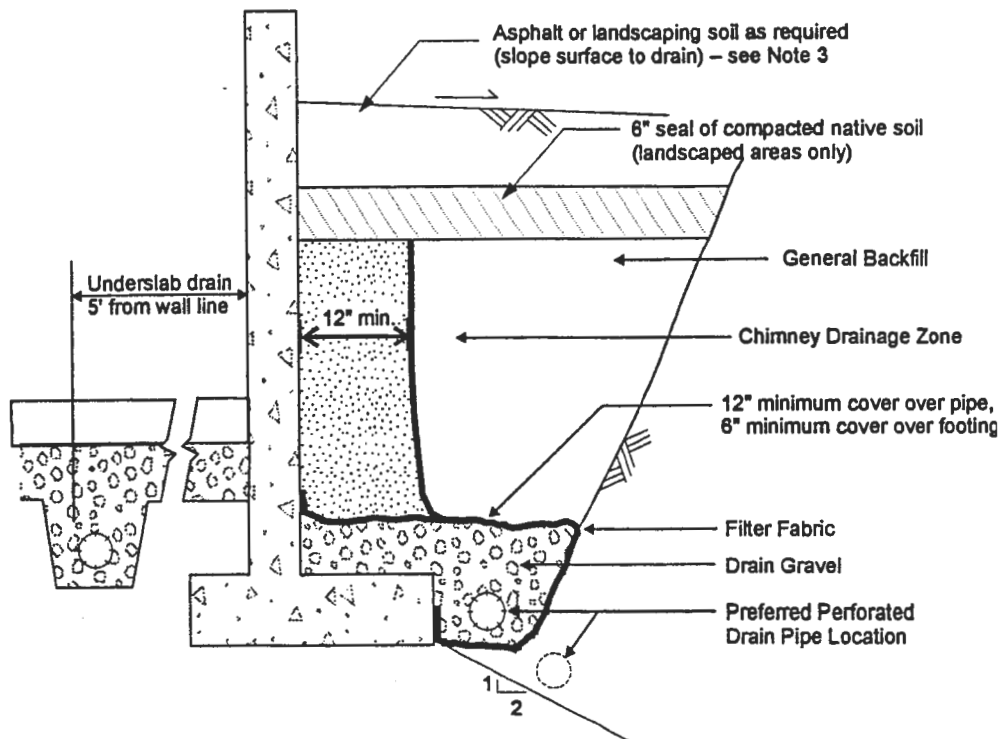 Asphalt or landscaping soil as required
(slope surface to drain) – see Note 3
6" seal of compacted native soil
(landscaped areas only)
General Backfill
Underslab drain
5' from wall line
12" min.
Chimney Drainage Zone
12" minimum cover over pipe,
6" minimum cover over footing
Filter Fabric
Drain Gravel
Preferred Perforated
Drain Pipe Location
1
2